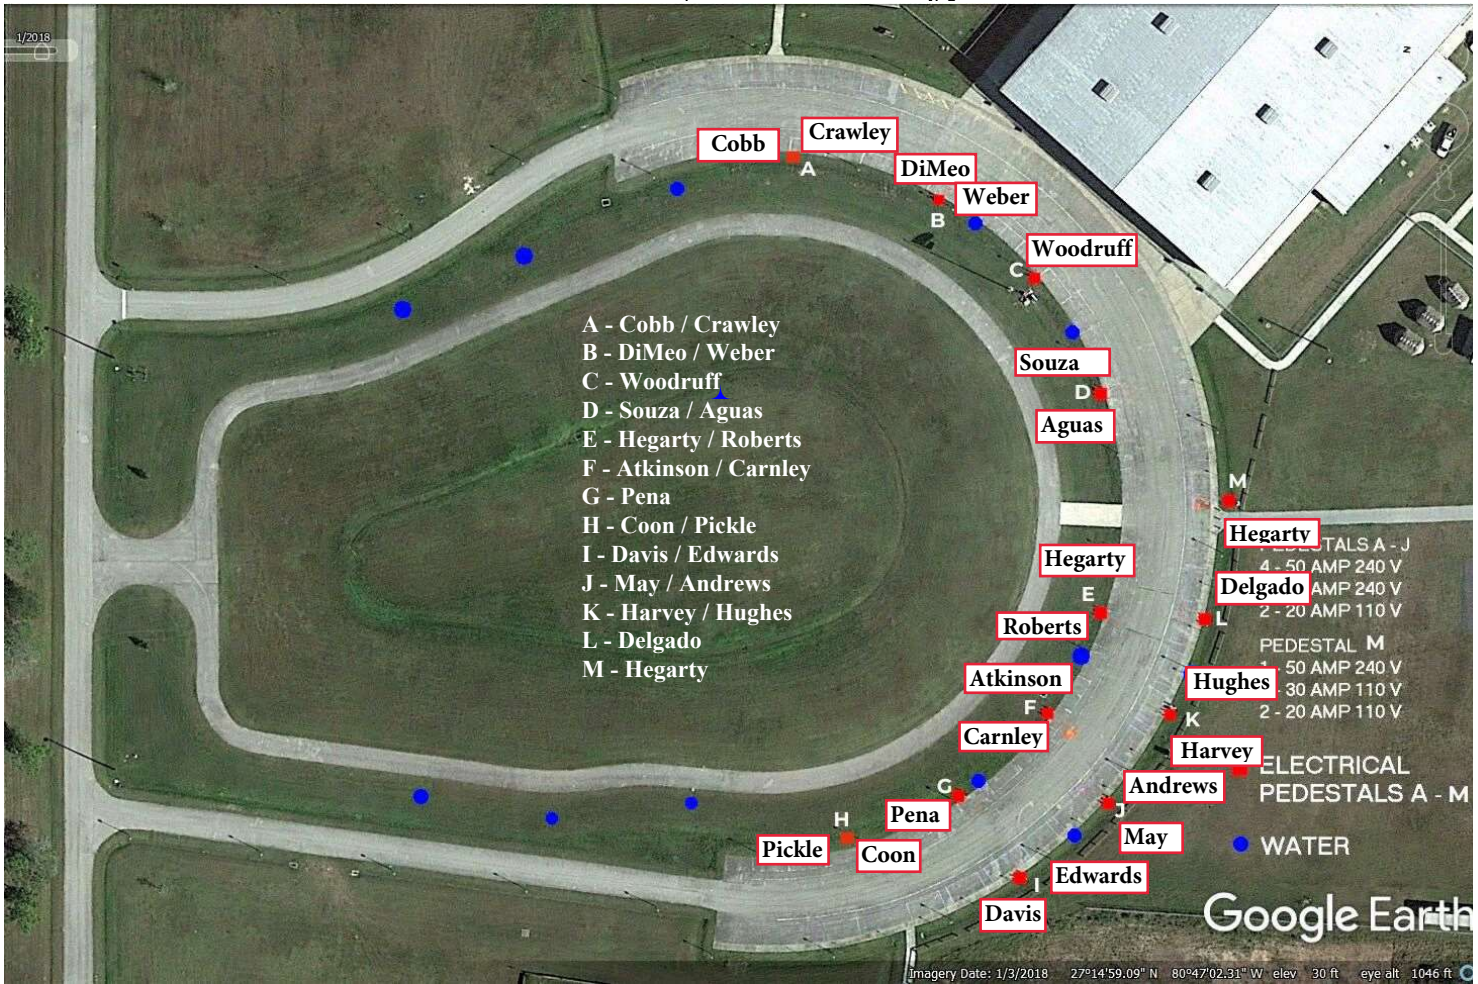 1/2018
Cobb
Crawley
A
DiMeo
Weber
B
Woodruff
C
Souza
D
Aguas
A - Cobb / Crawley
B - DiMeo / Weber
C - Woodruff
D - Souza / Aguas
E - Hegarty / Roberts
F - Atkinson / Carnley
G - Pena
H - Coon / Pickle
I - Davis / Edwards
J - May / Andrews
K - Harvey / Hughes
L - Delgado
M - Hegarty
M
Hegarty
PEDESTALS A - J
4 - 50 AMP 240 V
Delgado
AMP 240 V
2 - 20 AMP 110 V
L
Hegarty
E
Roberts
PEDESTAL M
1 - 50 AMP 240 V
- 30 AMP 110 V
2 - 20 AMP 110 V
Hughes
K
Harvey
Atkinson
F
Carnley
ELECTRICAL
PEDESTALS A - M
WATER
Andrews
J
May
G
Pena
H
Pickle
Coon
Edwards
I
Davis
Google Earth
Imagery Date: 1/3/2018 27°14'59.09" N 80°47'02.31" W elev 30 ft eye alt 1046 ft